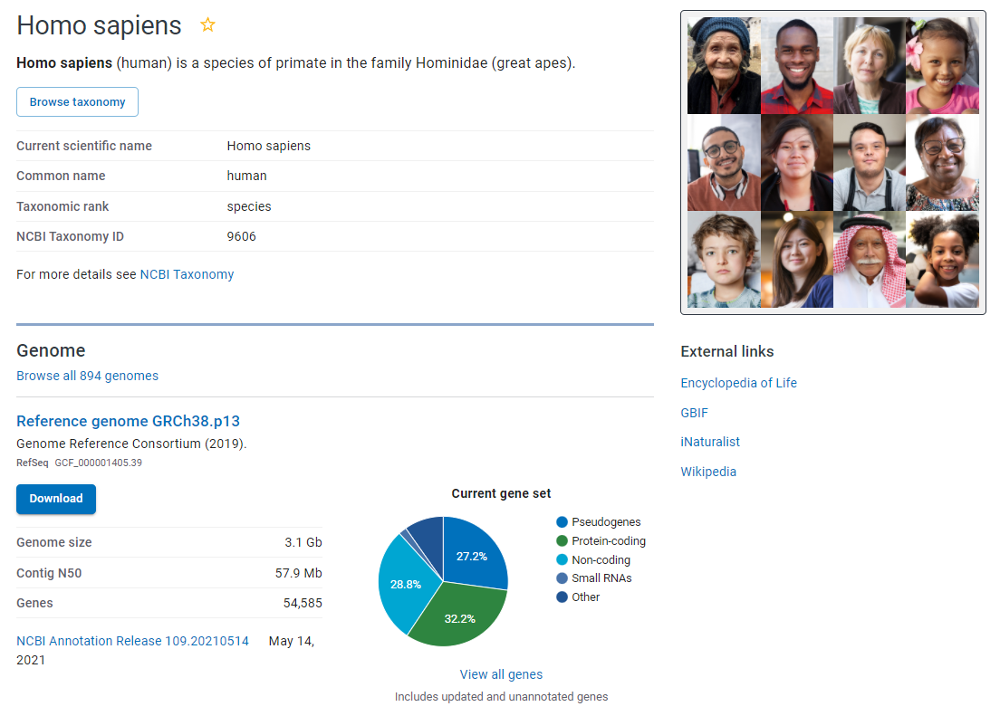 Homo sapiens
Homo sapiens (human) is a species of primate in the family Hominidae (great apes).
Browse taxonomy
Current scientific name Homo sapiens
Common name human
Taxonomic rank species
NCBI Taxonomy ID 9606
For more details see NCBI Taxonomy
Genome
Browse all 894 genomes
Reference genome GRCh38.p13
Genome Reference Consortium (2019).
RefSeq GCF_000001405.39
Download
Genome size 3.1 Gb
Contig N50 57.9 Mb
Genes 54,585
NCBI Annotation Release 109.20210514 May 14,
2021
Current gene set
27.2%
28.8%
32.2%
Pseudogenes
Protein-coding
Non-coding
Small RNAs
Other
View all genes
Includes updated and unannotated genes
External links
Encyclopedia of Life
GBIF
iNaturalist
Wikipedia